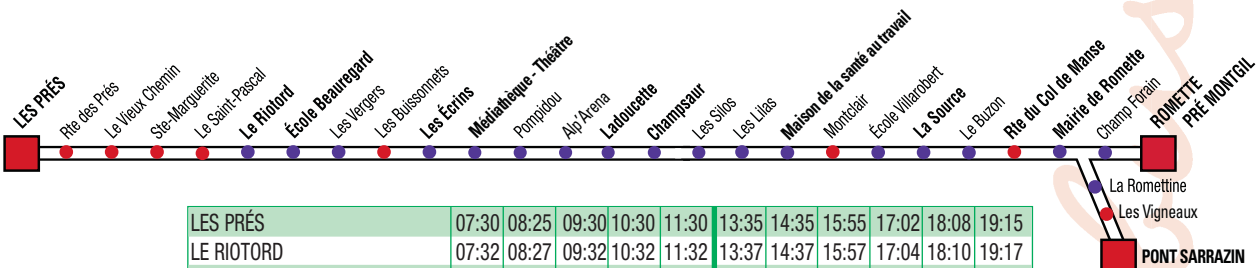 LES PRÉS
Rte des Prés
Le Vieux Chemin
Ste-Marguerite
Le Saint-Pascal
Le Riotord
École Beauregard
Les Vergers
Les Buissonnets
Les Écrins
Médiathèque - Théâtre
Pompidou
Alp'Arena
Ladoucette
Champsaur
Les Silos
Les Lilas
Maison de la santé au travail
Montclair
École Villarobert
La Source
Le Buzon
Rte du Col de Manse
Mairie de Romette
Champ Forain
ROMETTE
PRÉ MONTGIL
La Romettine
Les Vigneaux
PONT SARRAZIN
LES PRÉS 07:30 08:25 09:30 10:30 11:30 13:35 14:35 15:55 17:02 18:08 19:15
LE RIOTORD 07:32 08:27 09:32 10:32 11:32 13:37 14:37 15:57 17:04 18:10 19:17